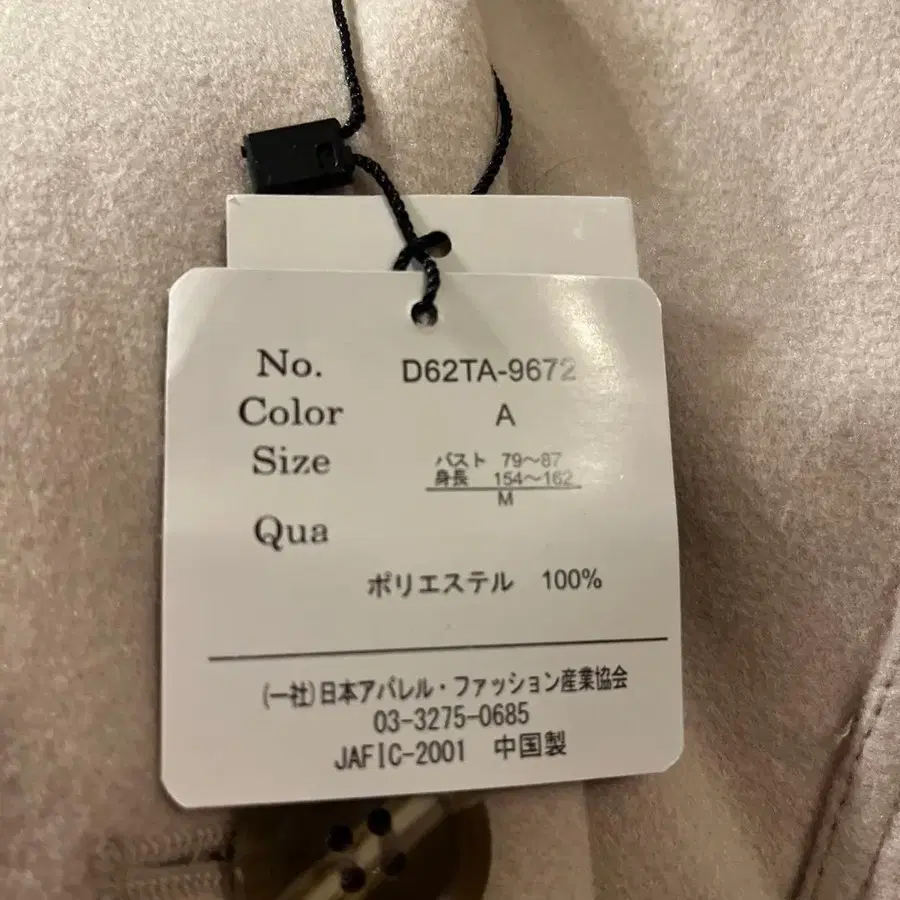 No. D62TA-9672
Color A
Size バスト 79～87
身長 154～162
M
Qua
ポリエステル 100%
(一社)日本アパレル・ファッション産業協会
03-3275-0685
JAFIC-2001 中国製